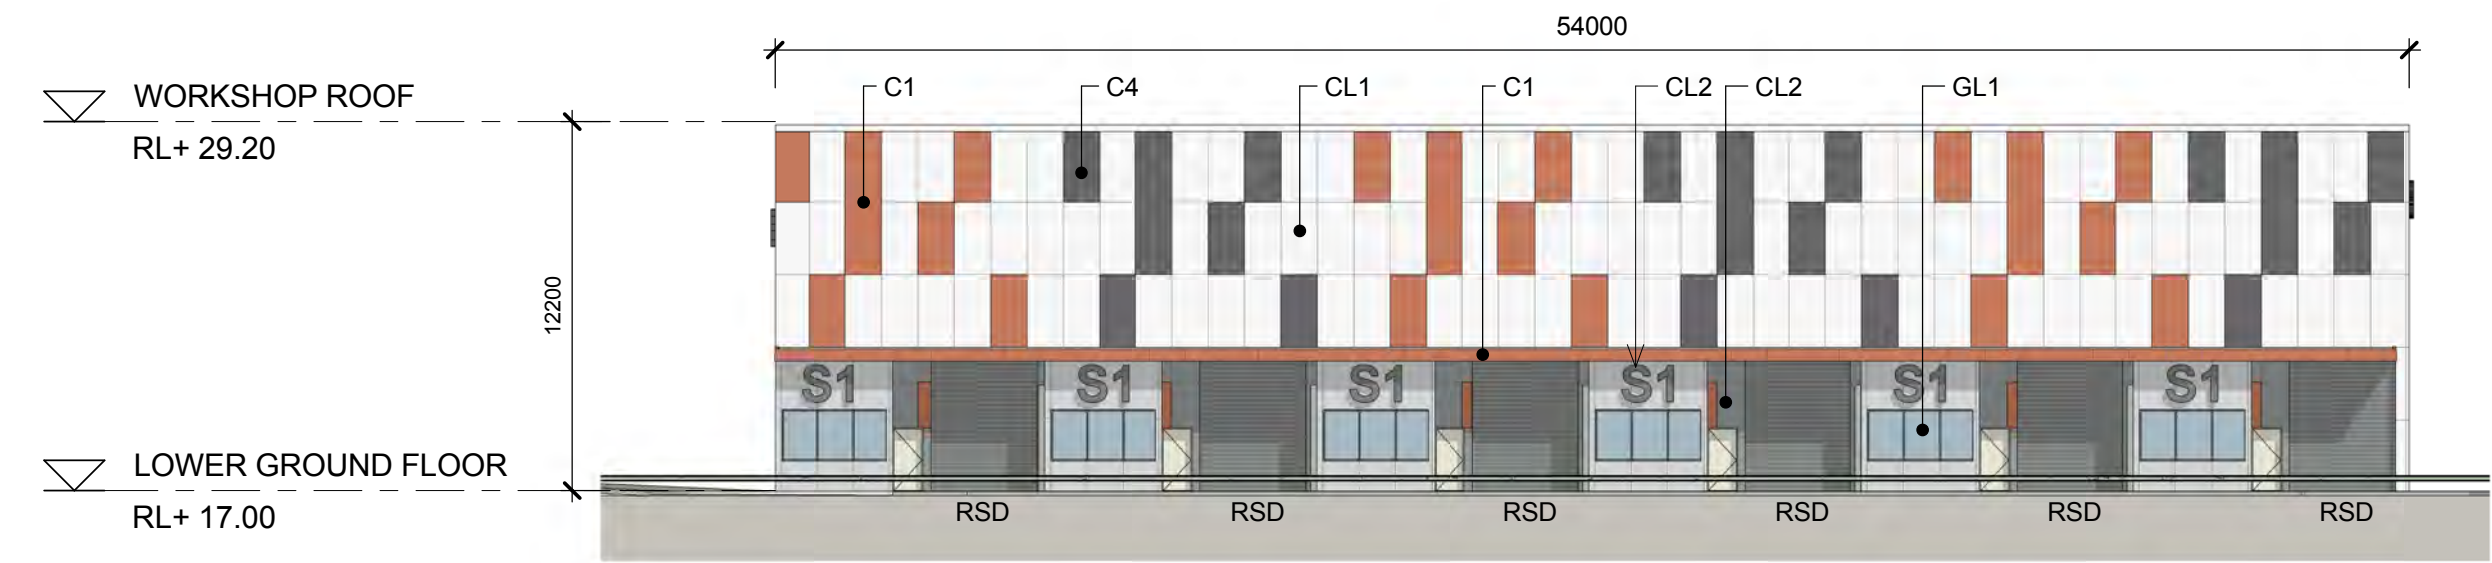 54000
C1
C4
CL1
C1
CL2
CL2
GL1
WORKSHOP ROOF
RL+ 29.20
12200
S1
S1
S1
S1
S1
S1
LOWER GROUND FLOOR
RL+ 17.00
RSD
RSD
RSD
RSD
RSD
RSD